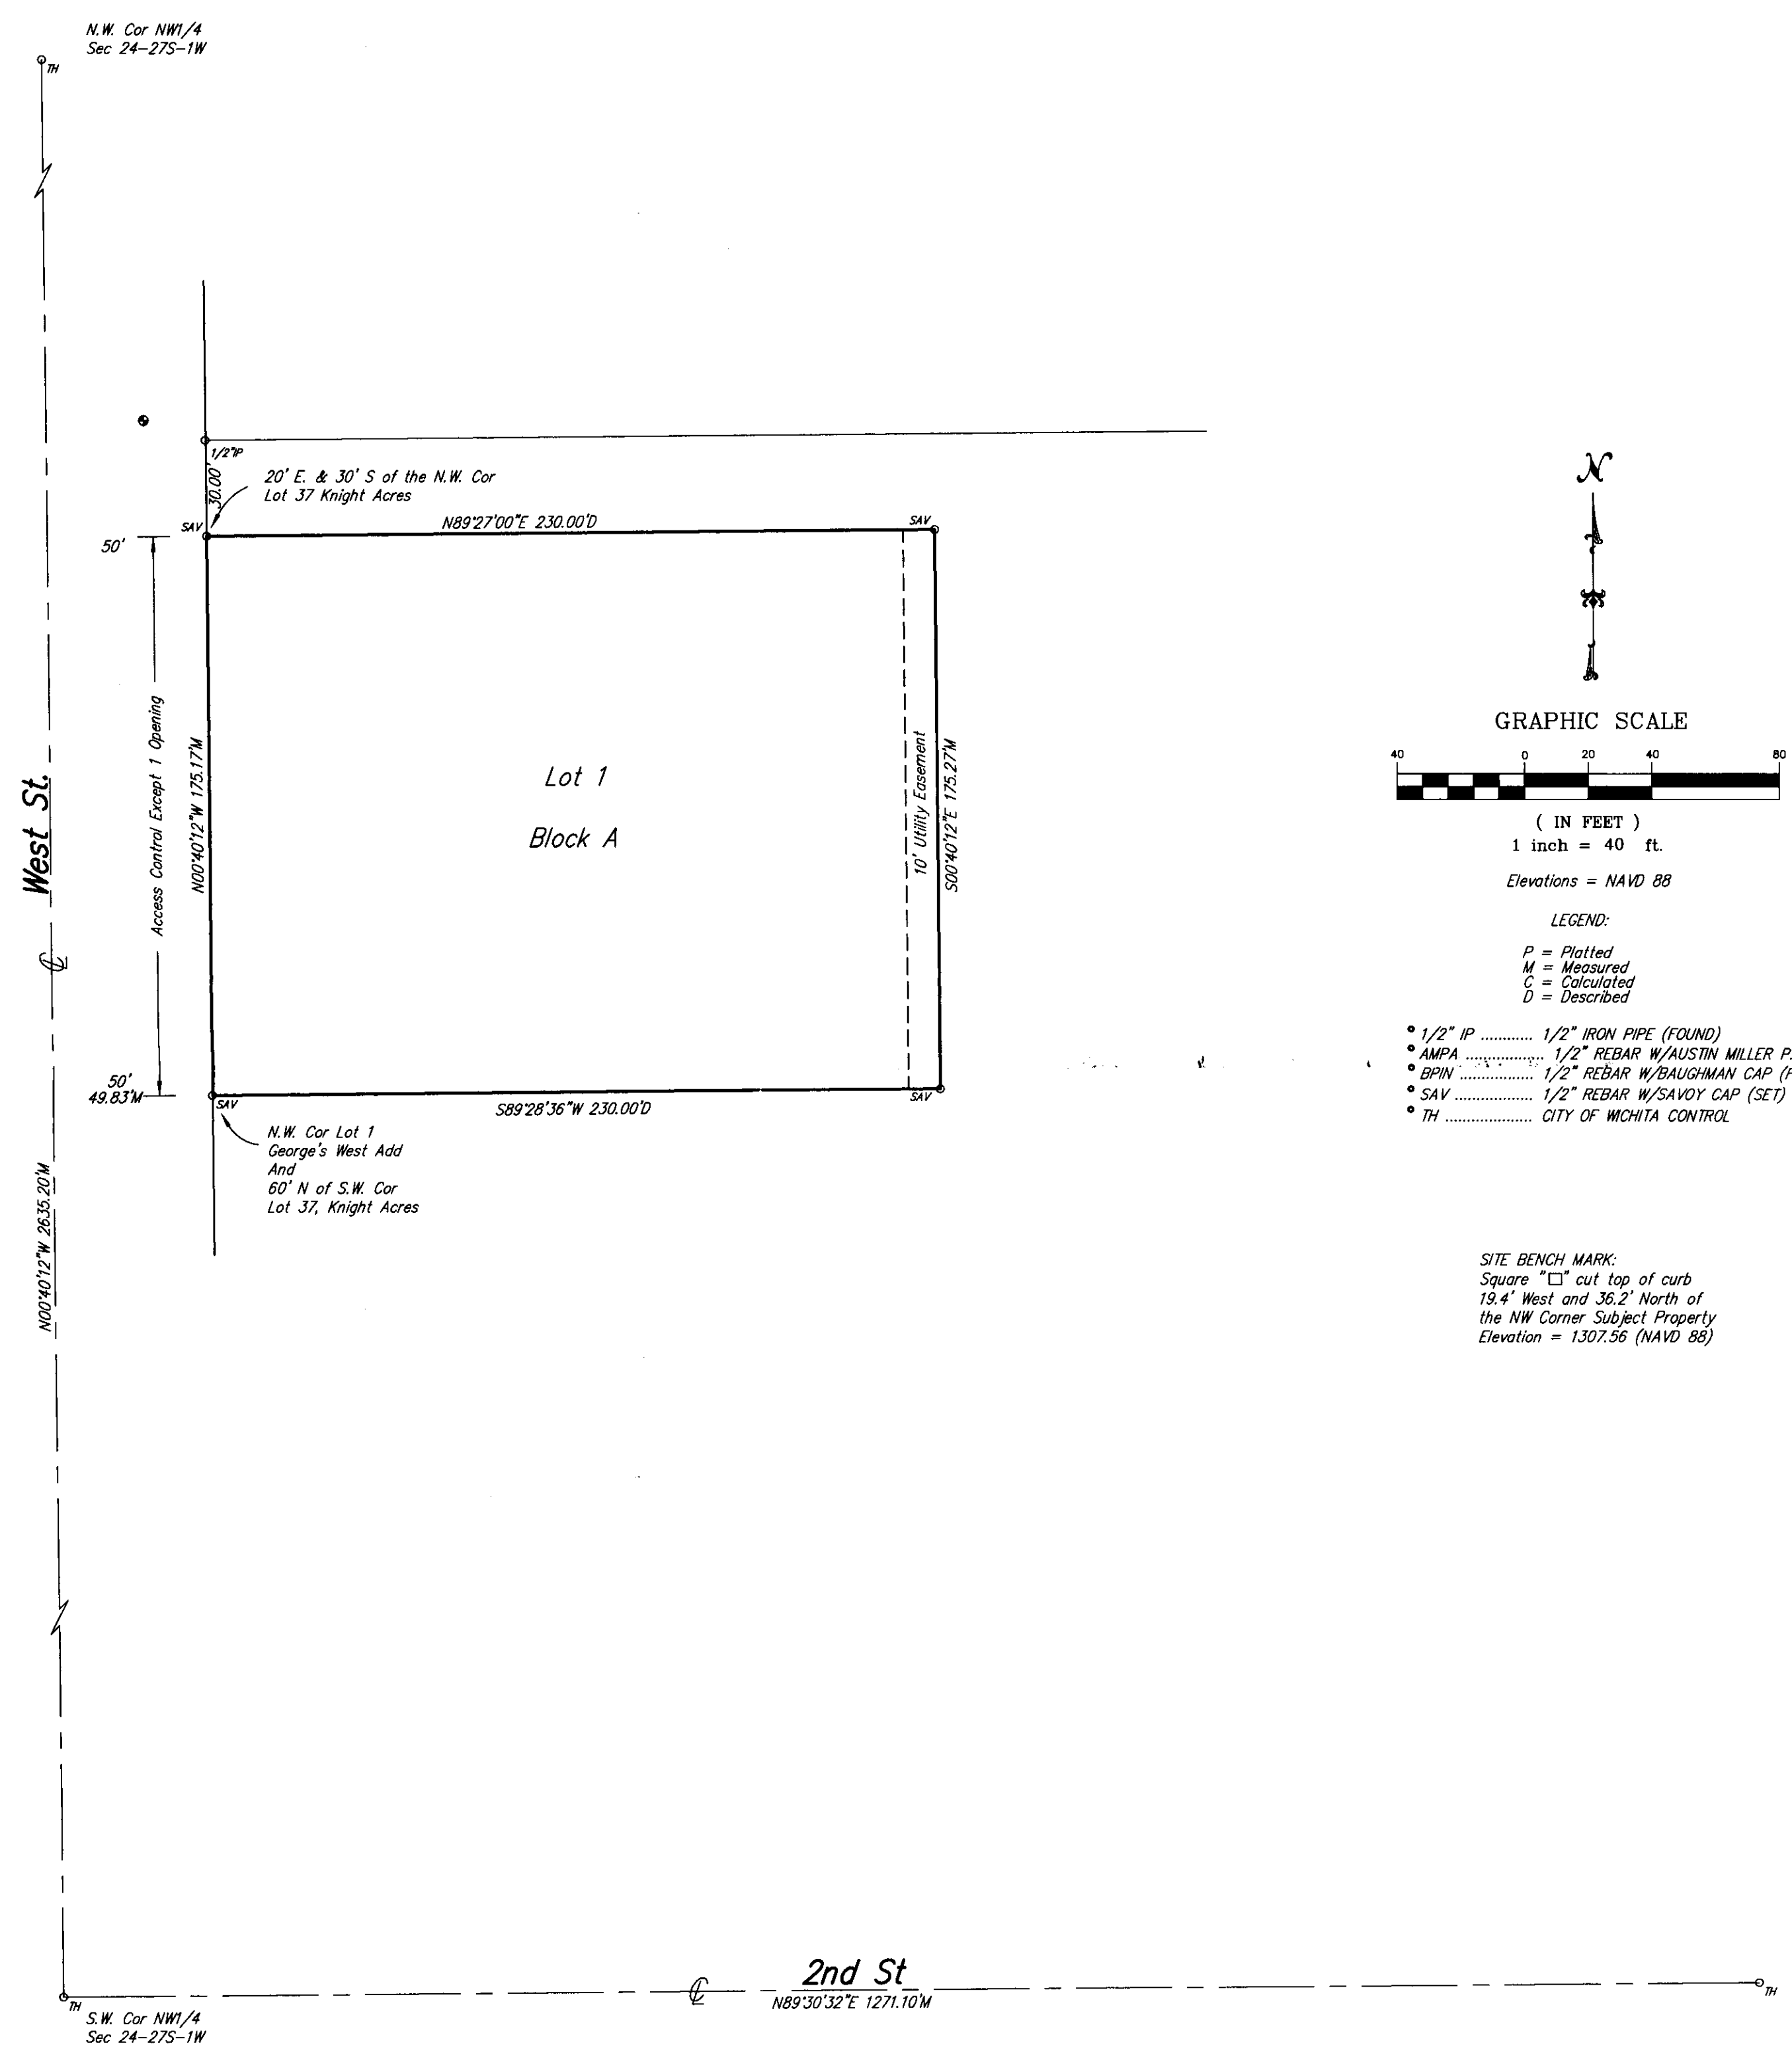 N.W. Cor NW1/4
Sec 24-27S-1W
TH
1/2"IP
30.00'
20' E. & 30' S of the N.W. Cor
Lot 37 Knight Acres
SAV
N89°27'00"E 230.00'D
SAV
50'
Access Control Except 1 Opening
N00°40'12"W 175.17'M
Lot 1
Block A
10' Utility Easement
S00°40'12"E 175.27'M
West St.
℄
50'
49.83'M
SAV
S89°28'36"W 230.00'D
SAV
N.W. Cor Lot 1
George's West Add
And
60' N of S.W. Cor
Lot 37, Knight Acres
N00°40'12"W 2635.20'M
N
GRAPHIC SCALE
40 0 20 40 80
( IN FEET )
1 inch = 40 ft.
Elevations = NAVD 88
LEGEND:
P = Platted
M = Measured
C = Calculated
D = Described
1/2" IP ............ 1/2" IRON PIPE (FOUND)
AMPA .................. 1/2" REBAR W/AUSTIN MILLER P.
BPIN ................. 1/2" REBAR W/BAUGHMAN CAP (F
SAV .................. 1/2" REBAR W/SAVOY CAP (SET)
TH .................... CITY OF WICHITA CONTROL
SITE BENCH MARK:
Square "□" cut top of curb
19.4' West and 36.2' North of
the NW Corner Subject Property
Elevation = 1307.56 (NAVD 88)
2nd St
℄
N89°30'32"E 1271.10'M
TH
TH
S.W. Cor NW1/4
Sec 24-27S-1W